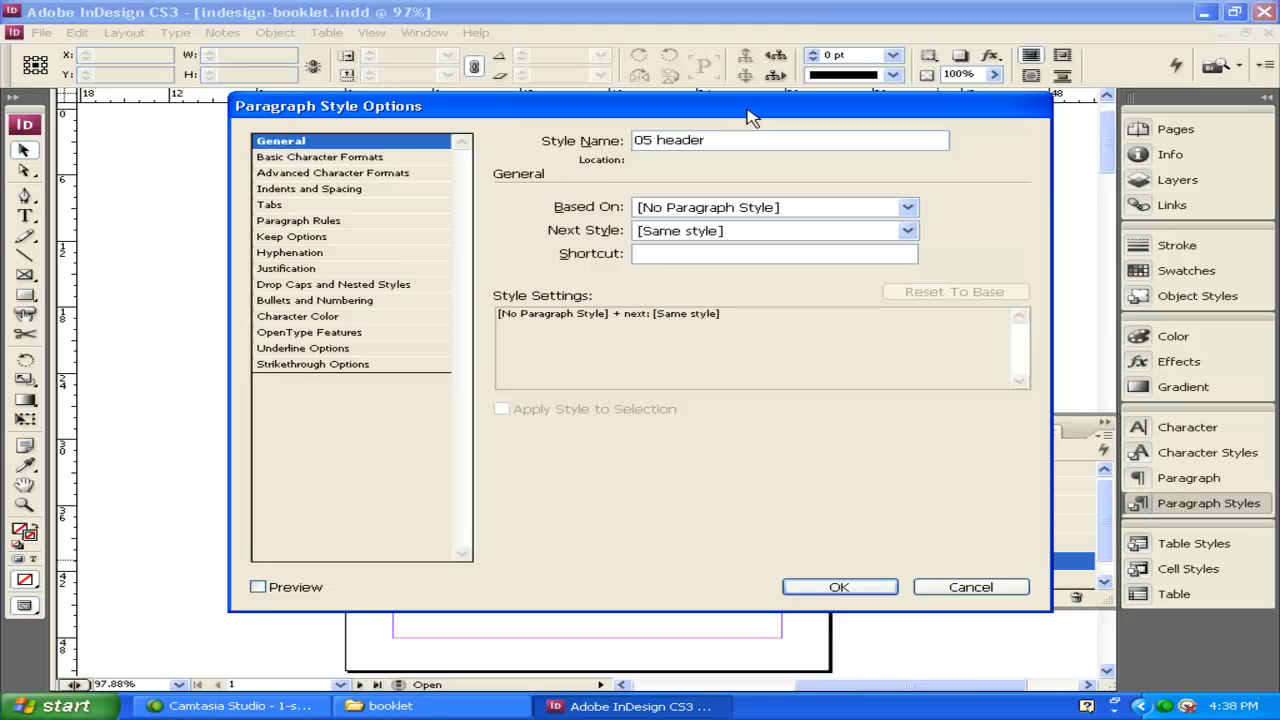 Adobe InDesign CS3 - [indesign-booklet.indd @ 97%]
File Edit Layout Type Notes Object Table View Window Help
X: W: 0 pt
Y: H: 100%
18 12
Paragraph Style Options
General
Basic Character Formats
Advanced Character Formats
Indents and Spacing
Tabs
Paragraph Rules
Keep Options
Hyphenation
Justification
Drop Caps and Nested Styles
Bullets and Numbering
Character Color
OpenType Features
Underline Options
Strikethrough Options
Style Name: 05 header
Location:
General
Based On: [No Paragraph Style]
Next Style: [Same style]
Shortcut:
Style Settings: Reset To Base
[No Paragraph Style] + next: [Same style]
Apply Style to Selection
Preview
OK Cancel
Pages
Info
Layers
Links
Stroke
Swatches
Object Styles
Color
Effects
Gradient
Character
Character Styles
Paragraph
Paragraph Styles
Table Styles
Cell Styles
Table
97.88% 1 Open
start Camtasia Studio - 1-s... booklet Adobe InDesign CS3 ... 4:38 PM